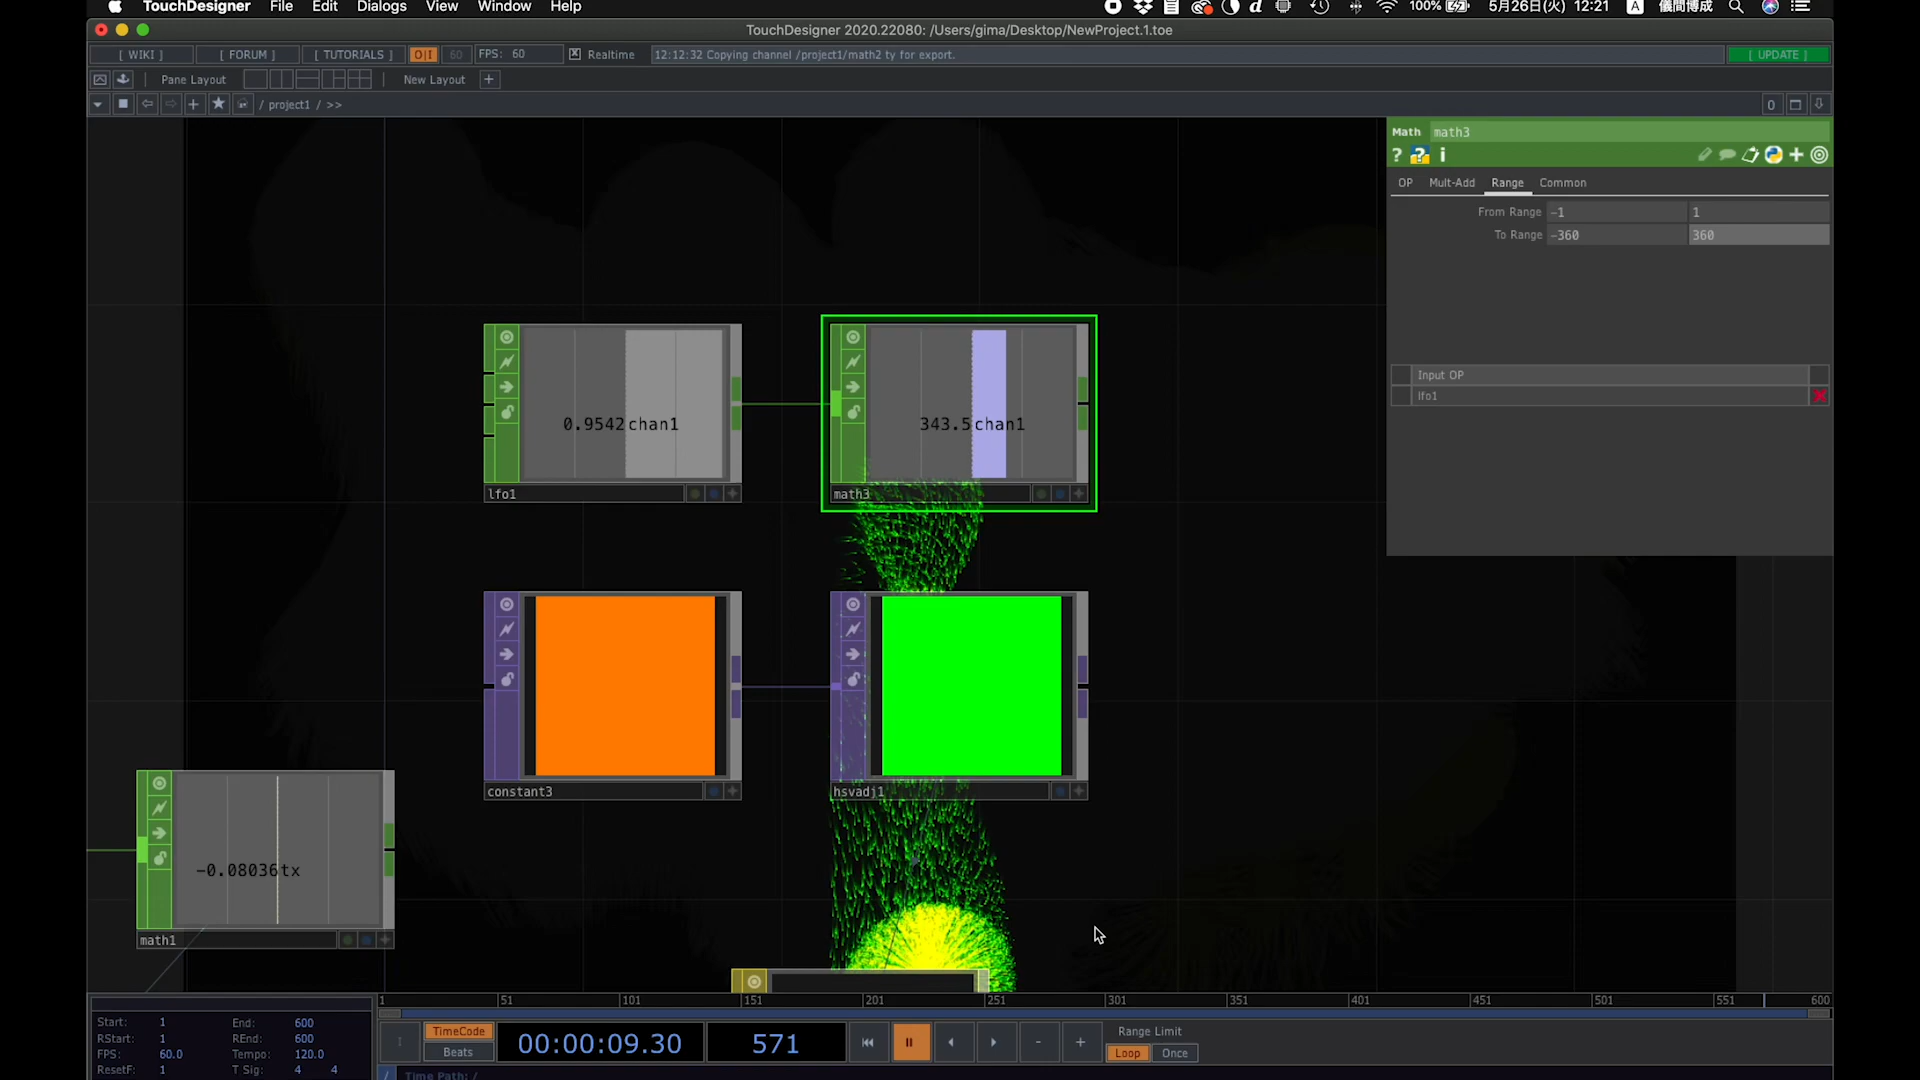 TouchDesigner File Edit Dialogs View Window Help 100% 5月26日(火) 12:21 A 儀間博成
TouchDesigner 2020.22080: /Users/gima/Desktop/NewProject.1.toe
[ WIKI ] [ FORUM ] [ TUTORIALS ] O|I 60 FPS: 60 Realtime 12:12:32 Copying channel /project1/math2 ty for export. [ UPDATE ]
Pane Layout New Layout +
/ project1 / >> 0
Math math3
? ? i
OP Mult-Add Range Common
From Range -1 1
To Range -360 360
Input OP
lfo1
0.9542 chan1
lfo1
343.5 chan1
math3
constant3
hsvadj1
-0.08036 tx
math1
1 51 101 151 201 251 301 351 401 451 501 551 600
Start: 1 End: 600
RStart: 1 REnd: 600
FPS: 60.0 Tempo: 120.0
ResetF: 1 T Sig: 4 4
TimeCode
Beats
00:00:09.30
571
- +
Range Limit
Loop Once
/ Time Path: /